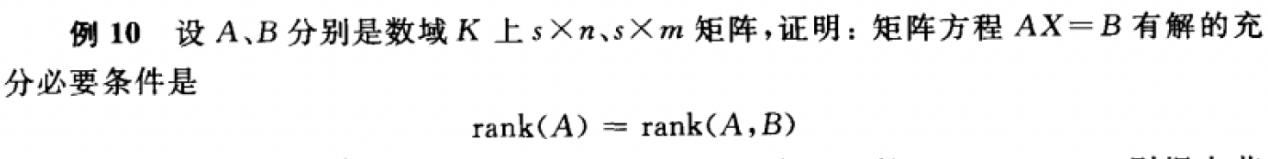 例 10 设 A、B 分别是数域 K 上 s×n、s×m 矩阵,证明:矩阵方程 AX=B 有解的充
分必要条件是
rank(A) = rank(A,B)